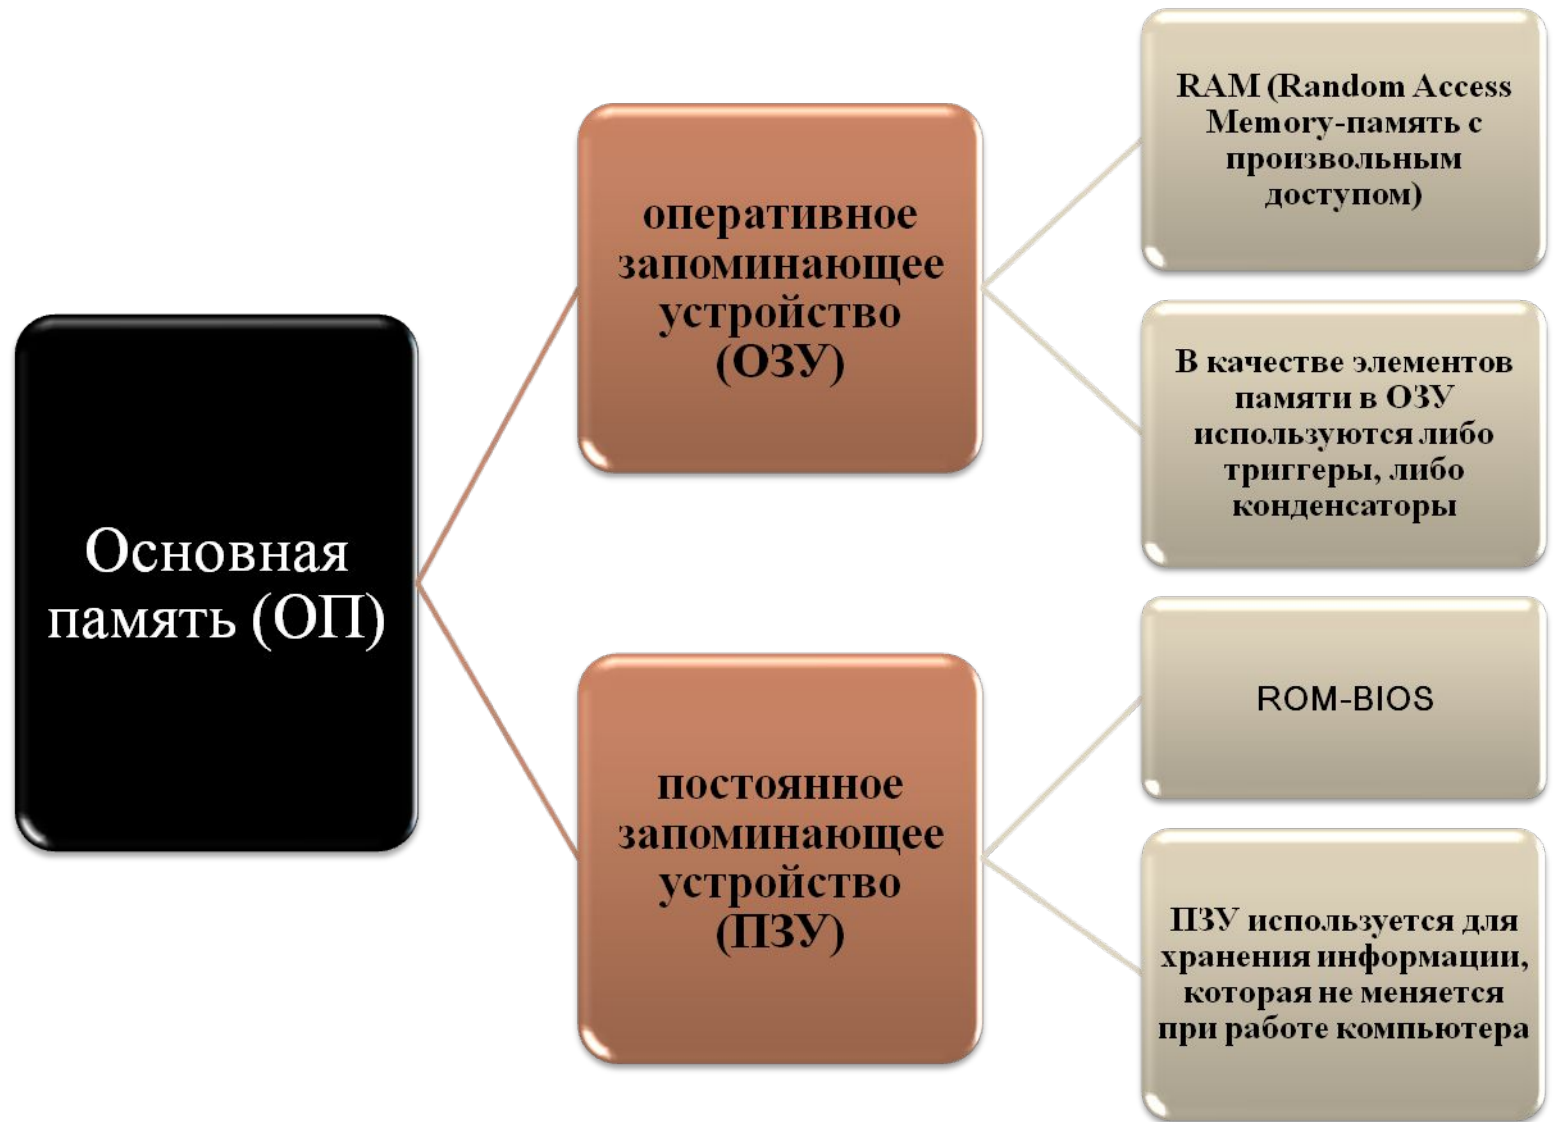 Основная
память (ОП)
оперативное
запоминающее
устройство
(ОЗУ)
RAM (Random Access
Memory-память с
произвольным
доступом)
В качестве элементов
памяти в ОЗУ
используются либо
триггеры, либо
конденсаторы
постоянное
запоминающее
устройство
(ПЗУ)
ROM-BIOS
ПЗУ используется для
хранения информации,
которая не меняется
при работе компьютера